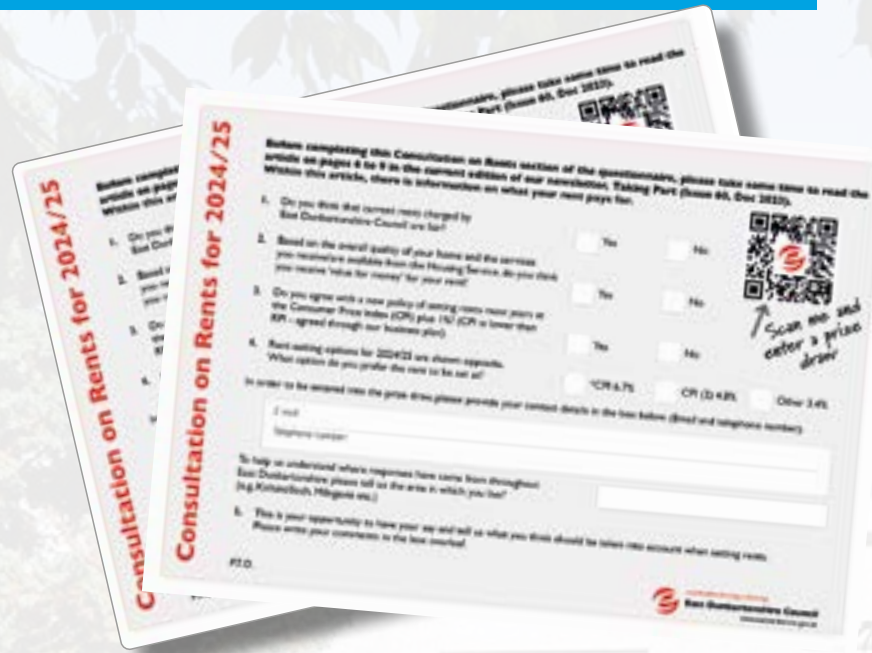 Consultation on Rents for 2024/25
Before completing this Consultation on Rents section of the questionnaire, please take some time to read the
article on pages 6 to 9 in the current edition of our newsletter, Taking Part (Issue 60, Dec 2023).
Within this article, there is information on what your rent pays for.
1. Do you think that current rents charged by
East Dunbartonshire Council are fair?
Yes No
2. Based on the overall quality of your home and the services
you receive/are available from the Housing Service, do you think
you receive 'value for money' for your rent?
Yes No
3. Do you agree with a new policy of setting rents most years at
the Consumer Price Index (CPI) plus 1%? (CPI is lower than
RPI - agreed through our business plan).
Yes No
4. Rent setting options for 2024/25 are shown opposite.
What option do you prefer the rent to be set at?
*CPI 6.7% CPI (2) 4.8% Other 3.4%
Scan me and
enter a prize
draw
In order to be entered into the prize draw please provide your contact details in the box below (Email and telephone number).
E-mail
Telephone number
To help us understand where responses have come from throughout
East Dunbartonshire please tell us the area in which you live?
(e.g. Kirkintilloch, Milngavie etc.)
5. This is your opportunity to have your say and tell us what you think should be taken into account when setting rents
Please write your comments in the box overleaf.
P.T.O.
East Dunbartonshire Council
Consultation on Rents for 2024/25